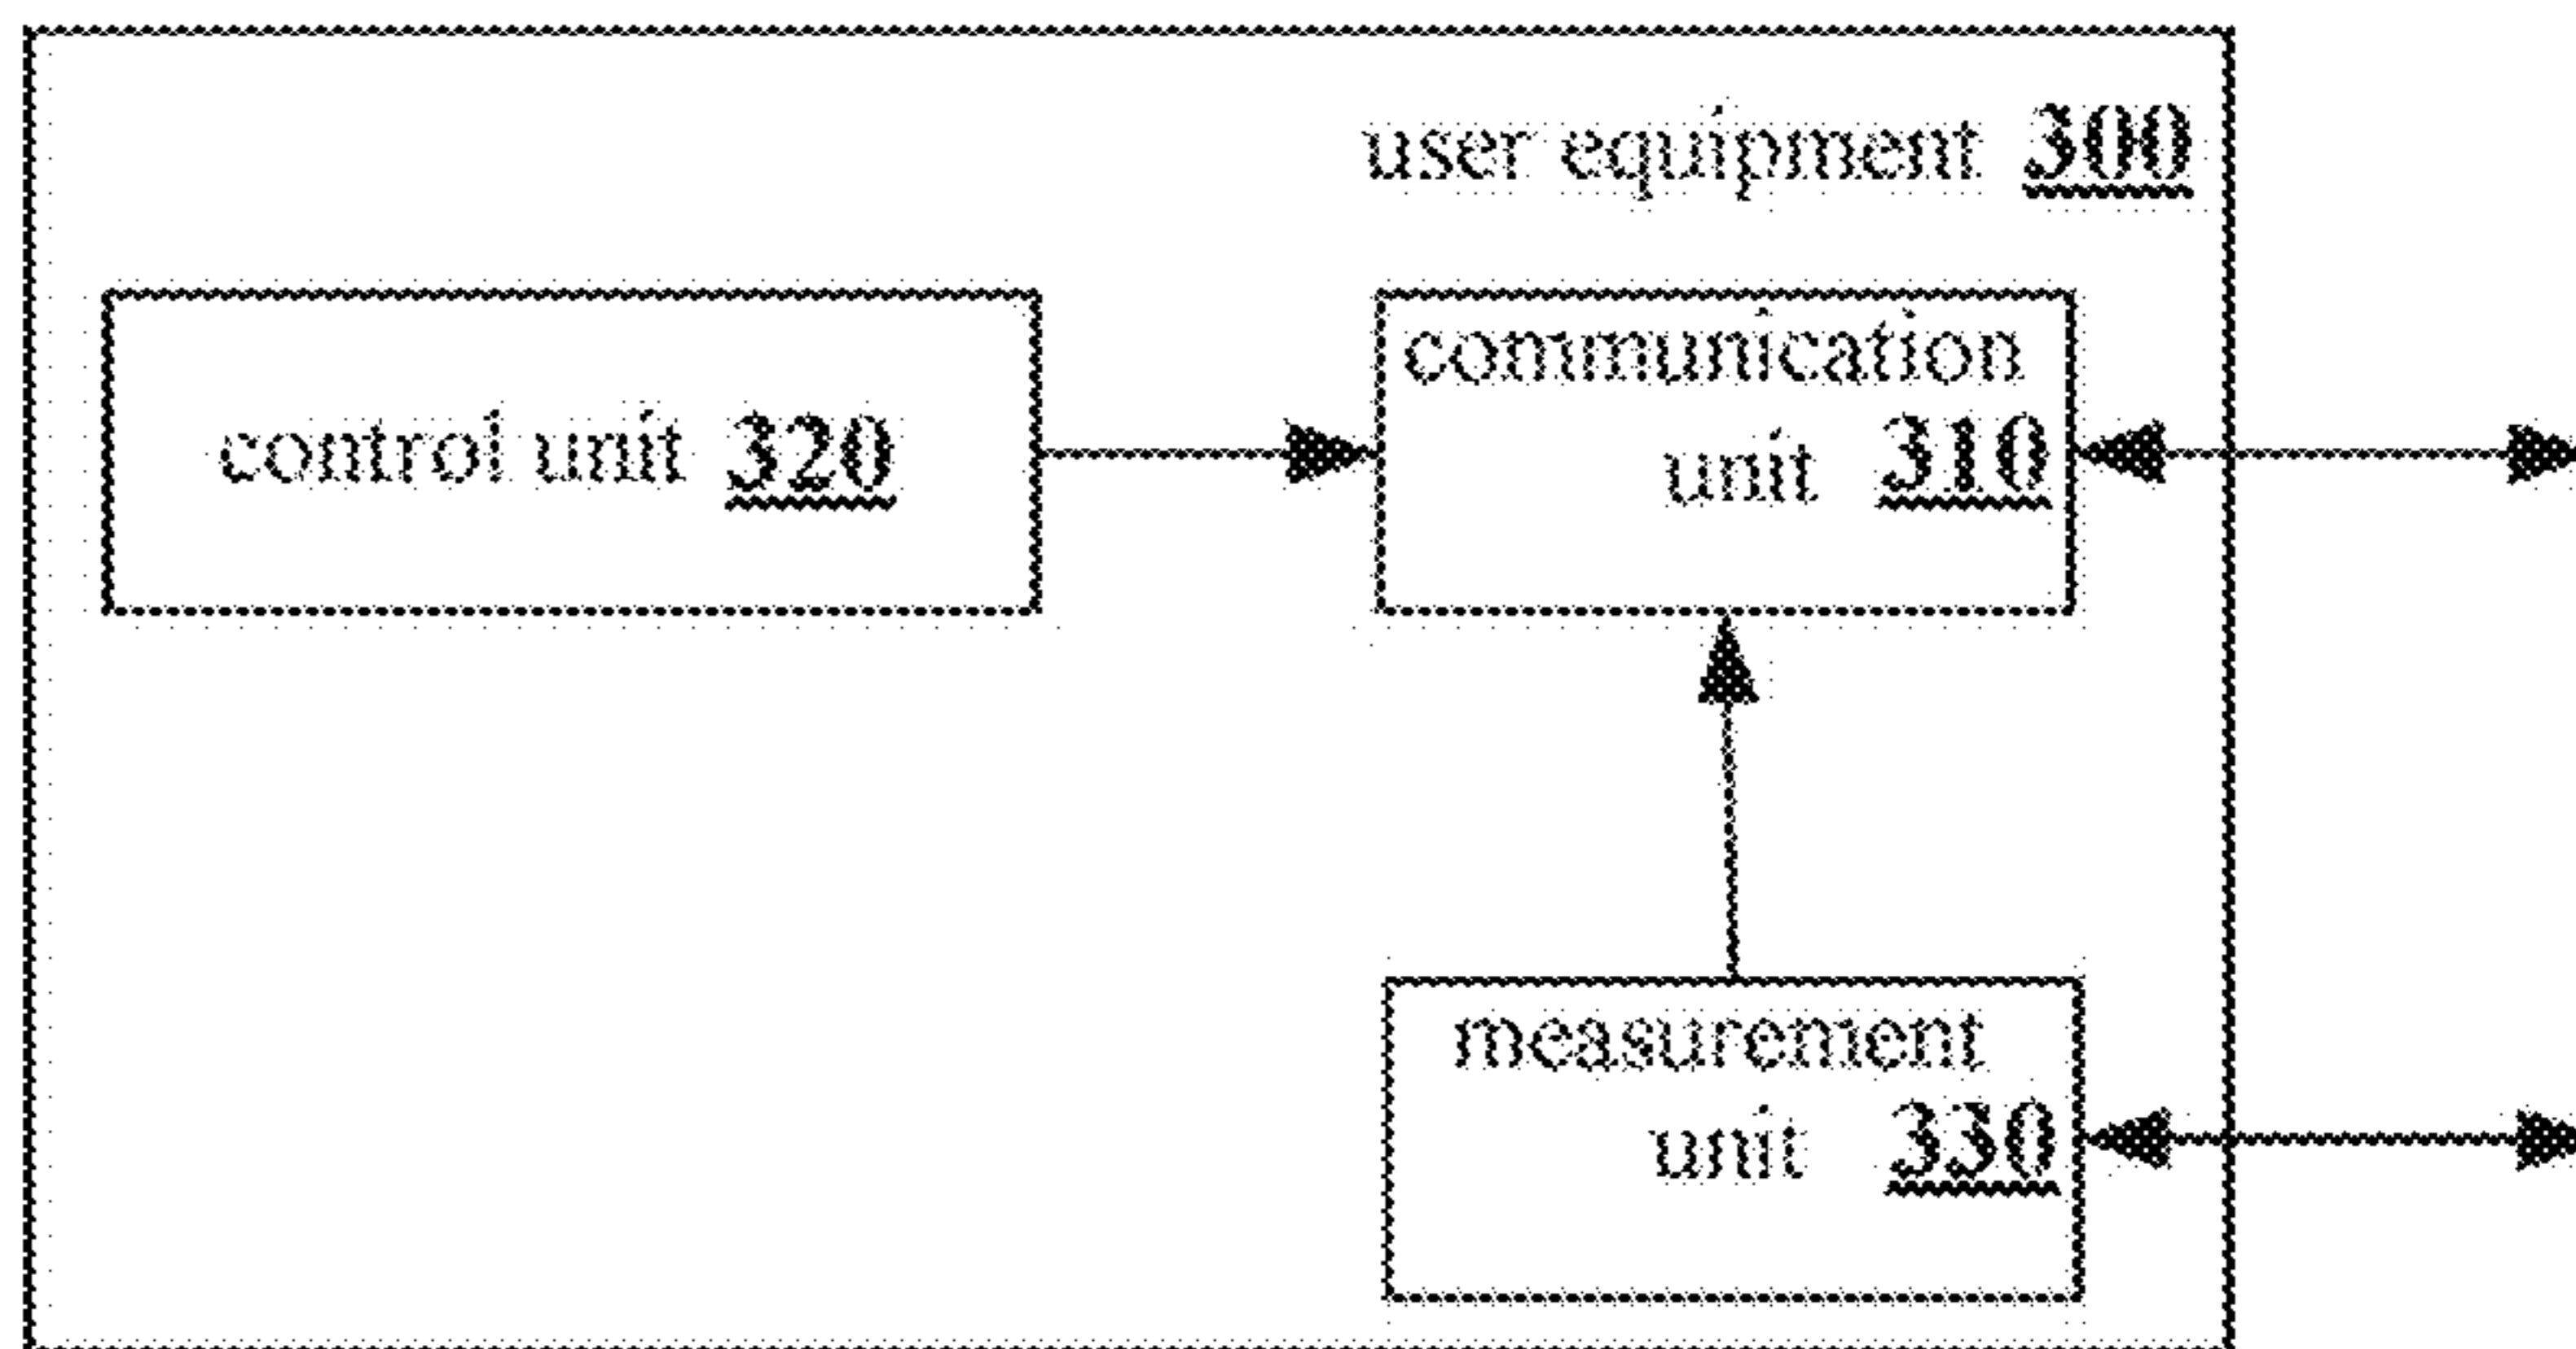 user equipment 300
control unit 320
communication
unit 310
measurement
unit 330